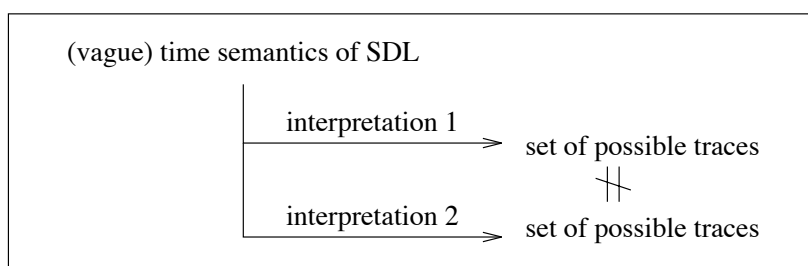 (vague) time semantics of SDL
interpretation 1
set of possible traces
interpretation 2
set of possible traces